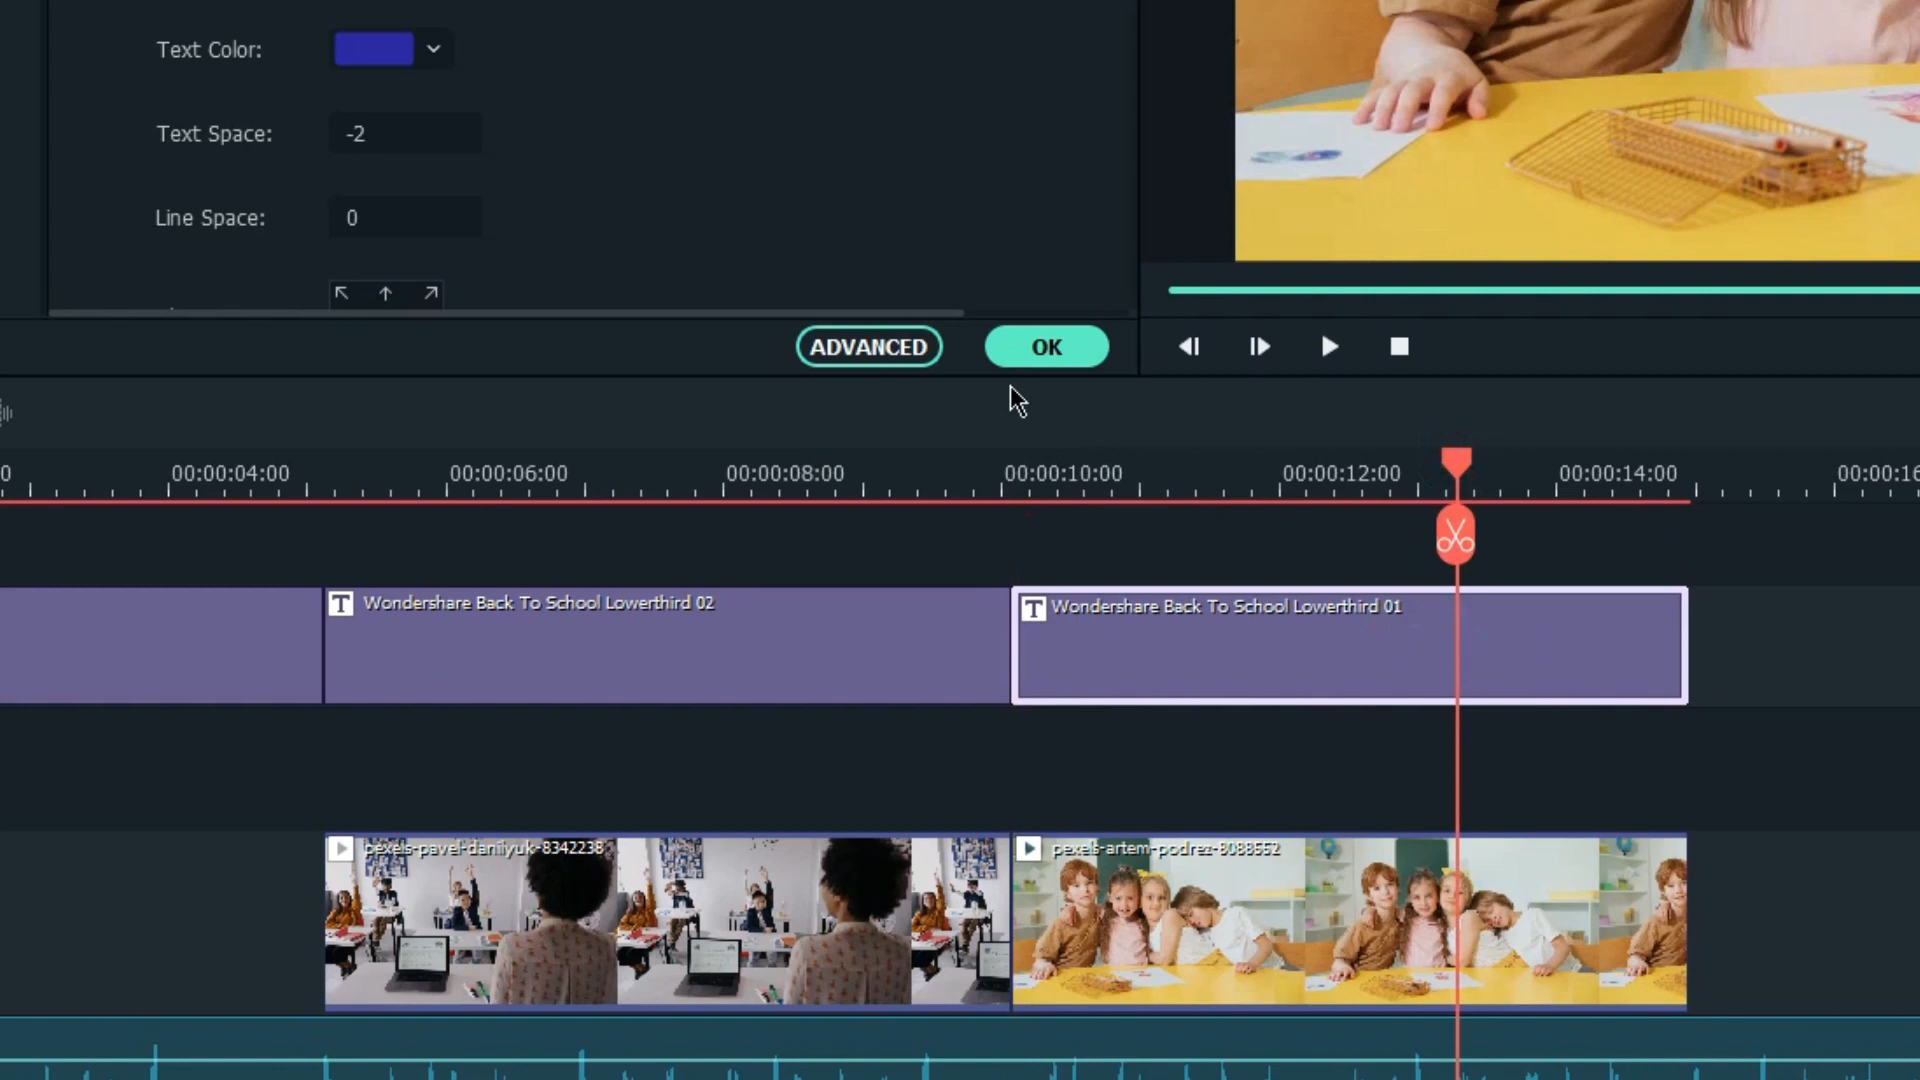 Text Color:
Text Space:
-2
Line Space:
0
ADVANCED
OK
0
00:00:04:00
00:00:06:00
00:00:08:00
00:00:10:00
00:00:12:00
00:00:14:00
00:00:16
T Wondershare Back To School Lowerthird 02
T Wondershare Back To School Lowerthird 01
pexels-pavel-danilyuk-8342238
pexels-artem-podrez-8088552